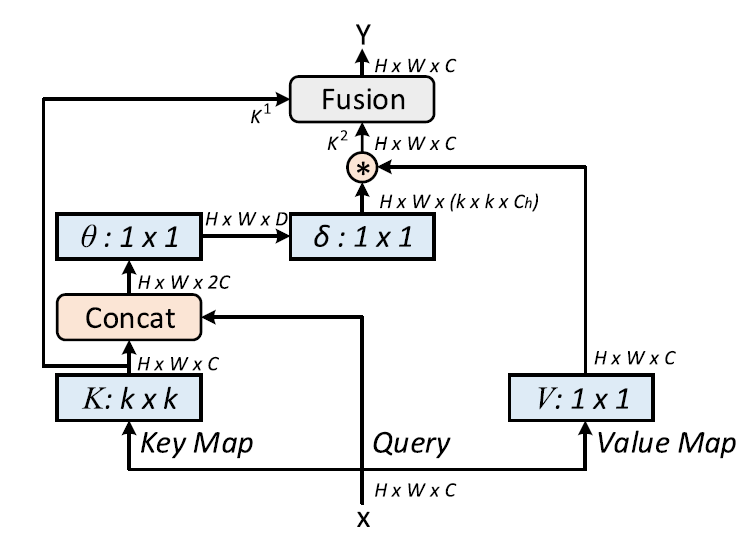 Y
H x W x C
Fusion
K¹
K² H x W x C
*
H x W x (k x k x Cₕ)
θ : 1 x 1
H x W x D
δ : 1 x 1
H x W x 2C
Concat
H x W x C
H x W x C
K: k x k
V: 1 x 1
Key Map
Query
Value Map
H x W x C
X